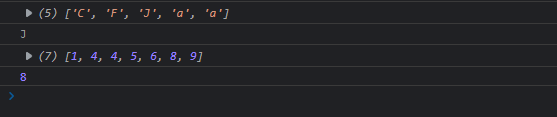 (5) ['C', 'F', 'J', 'a', 'a']
J
(7) [1, 4, 4, 5, 6, 8, 9]
8